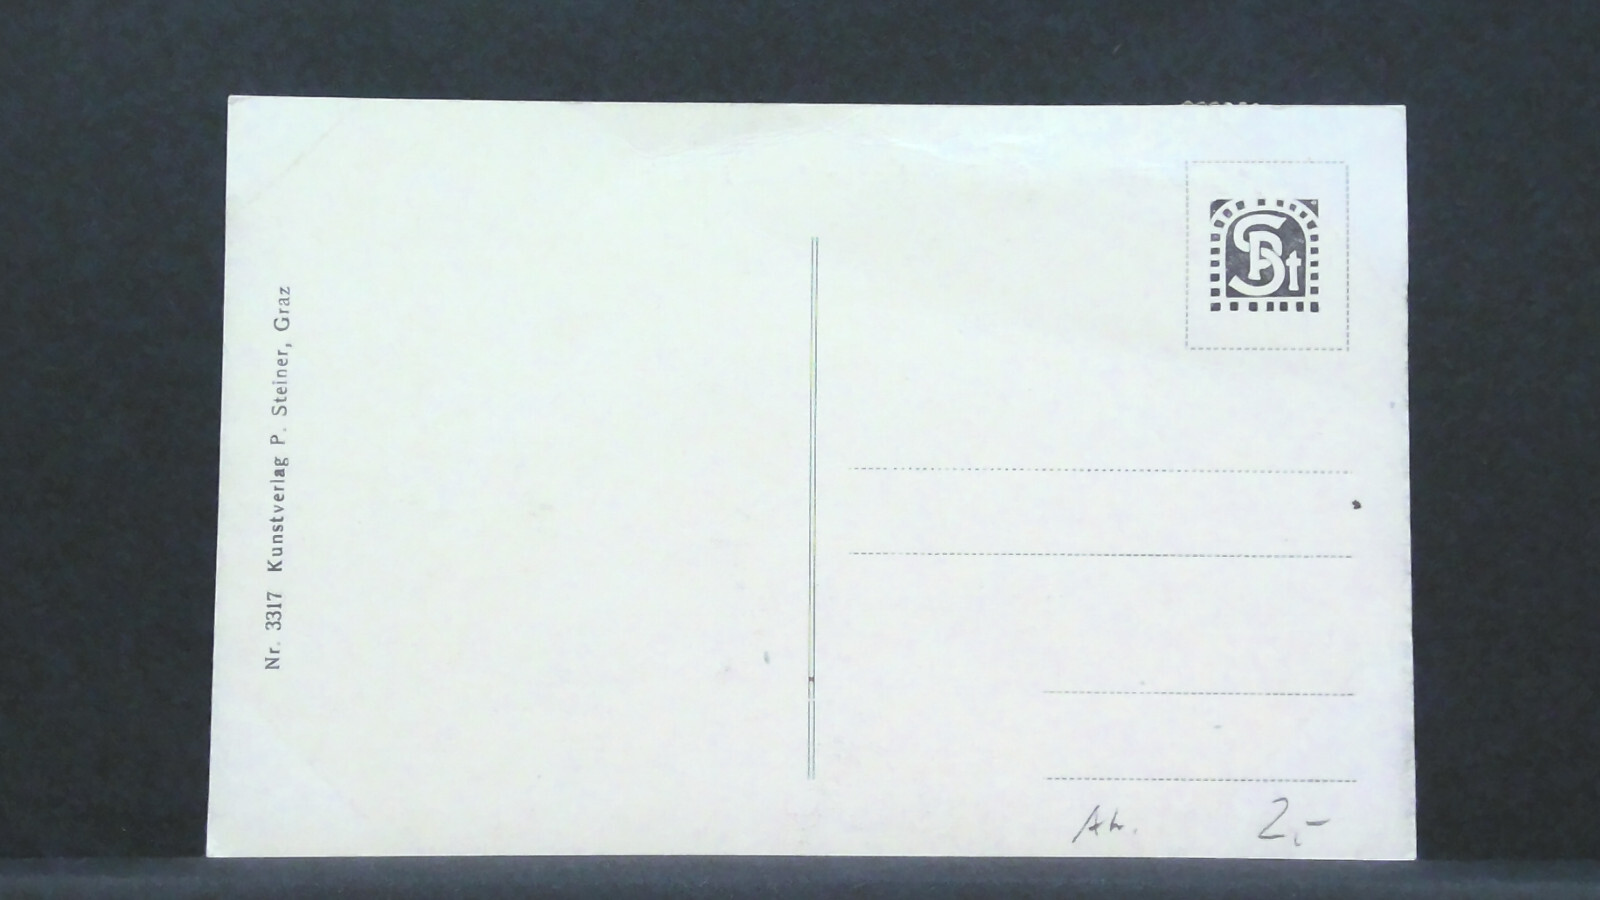 Nr. 3317 Kunstverlag P. Steiner, Graz
PSt
2,-